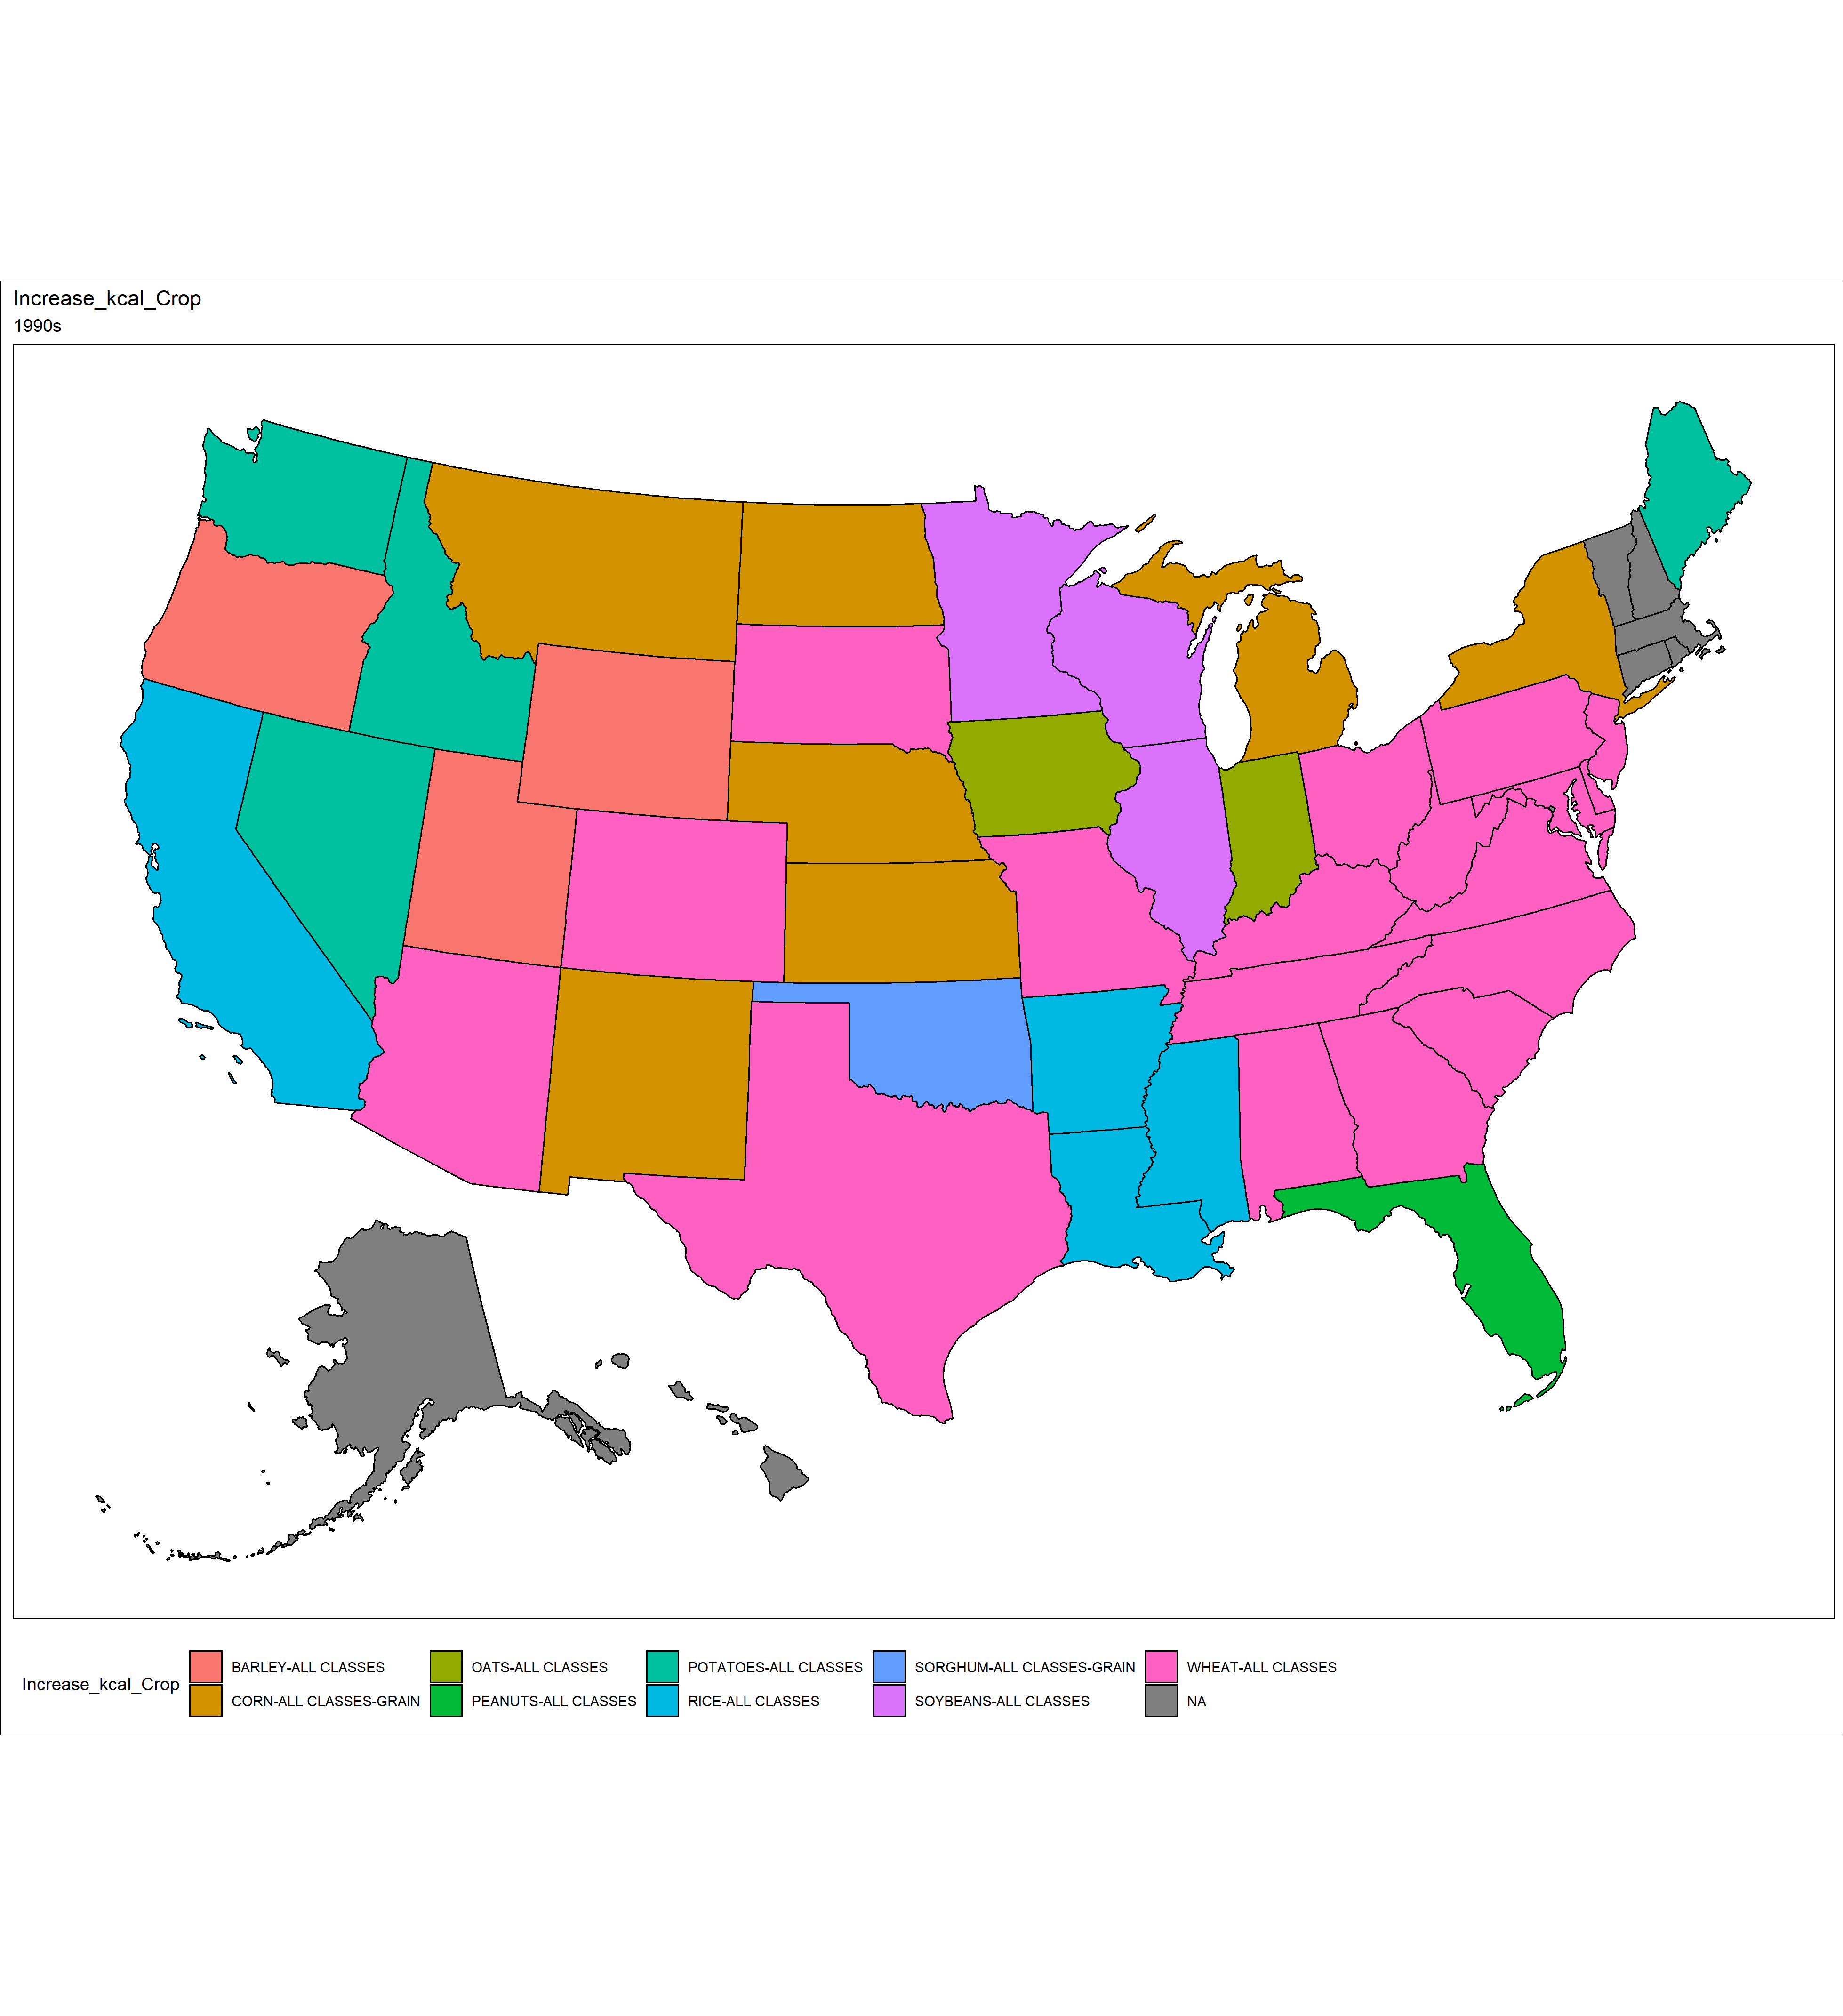 Increase_kcal_Crop
1990s
Increase_kcal_Crop
BARLEY-ALL CLASSES
CORN-ALL CLASSES-GRAIN
OATS-ALL CLASSES
PEANUTS-ALL CLASSES
POTATOES-ALL CLASSES
RICE-ALL CLASSES
SORGHUM-ALL CLASSES-GRAIN
SOYBEANS-ALL CLASSES
WHEAT-ALL CLASSES
NA